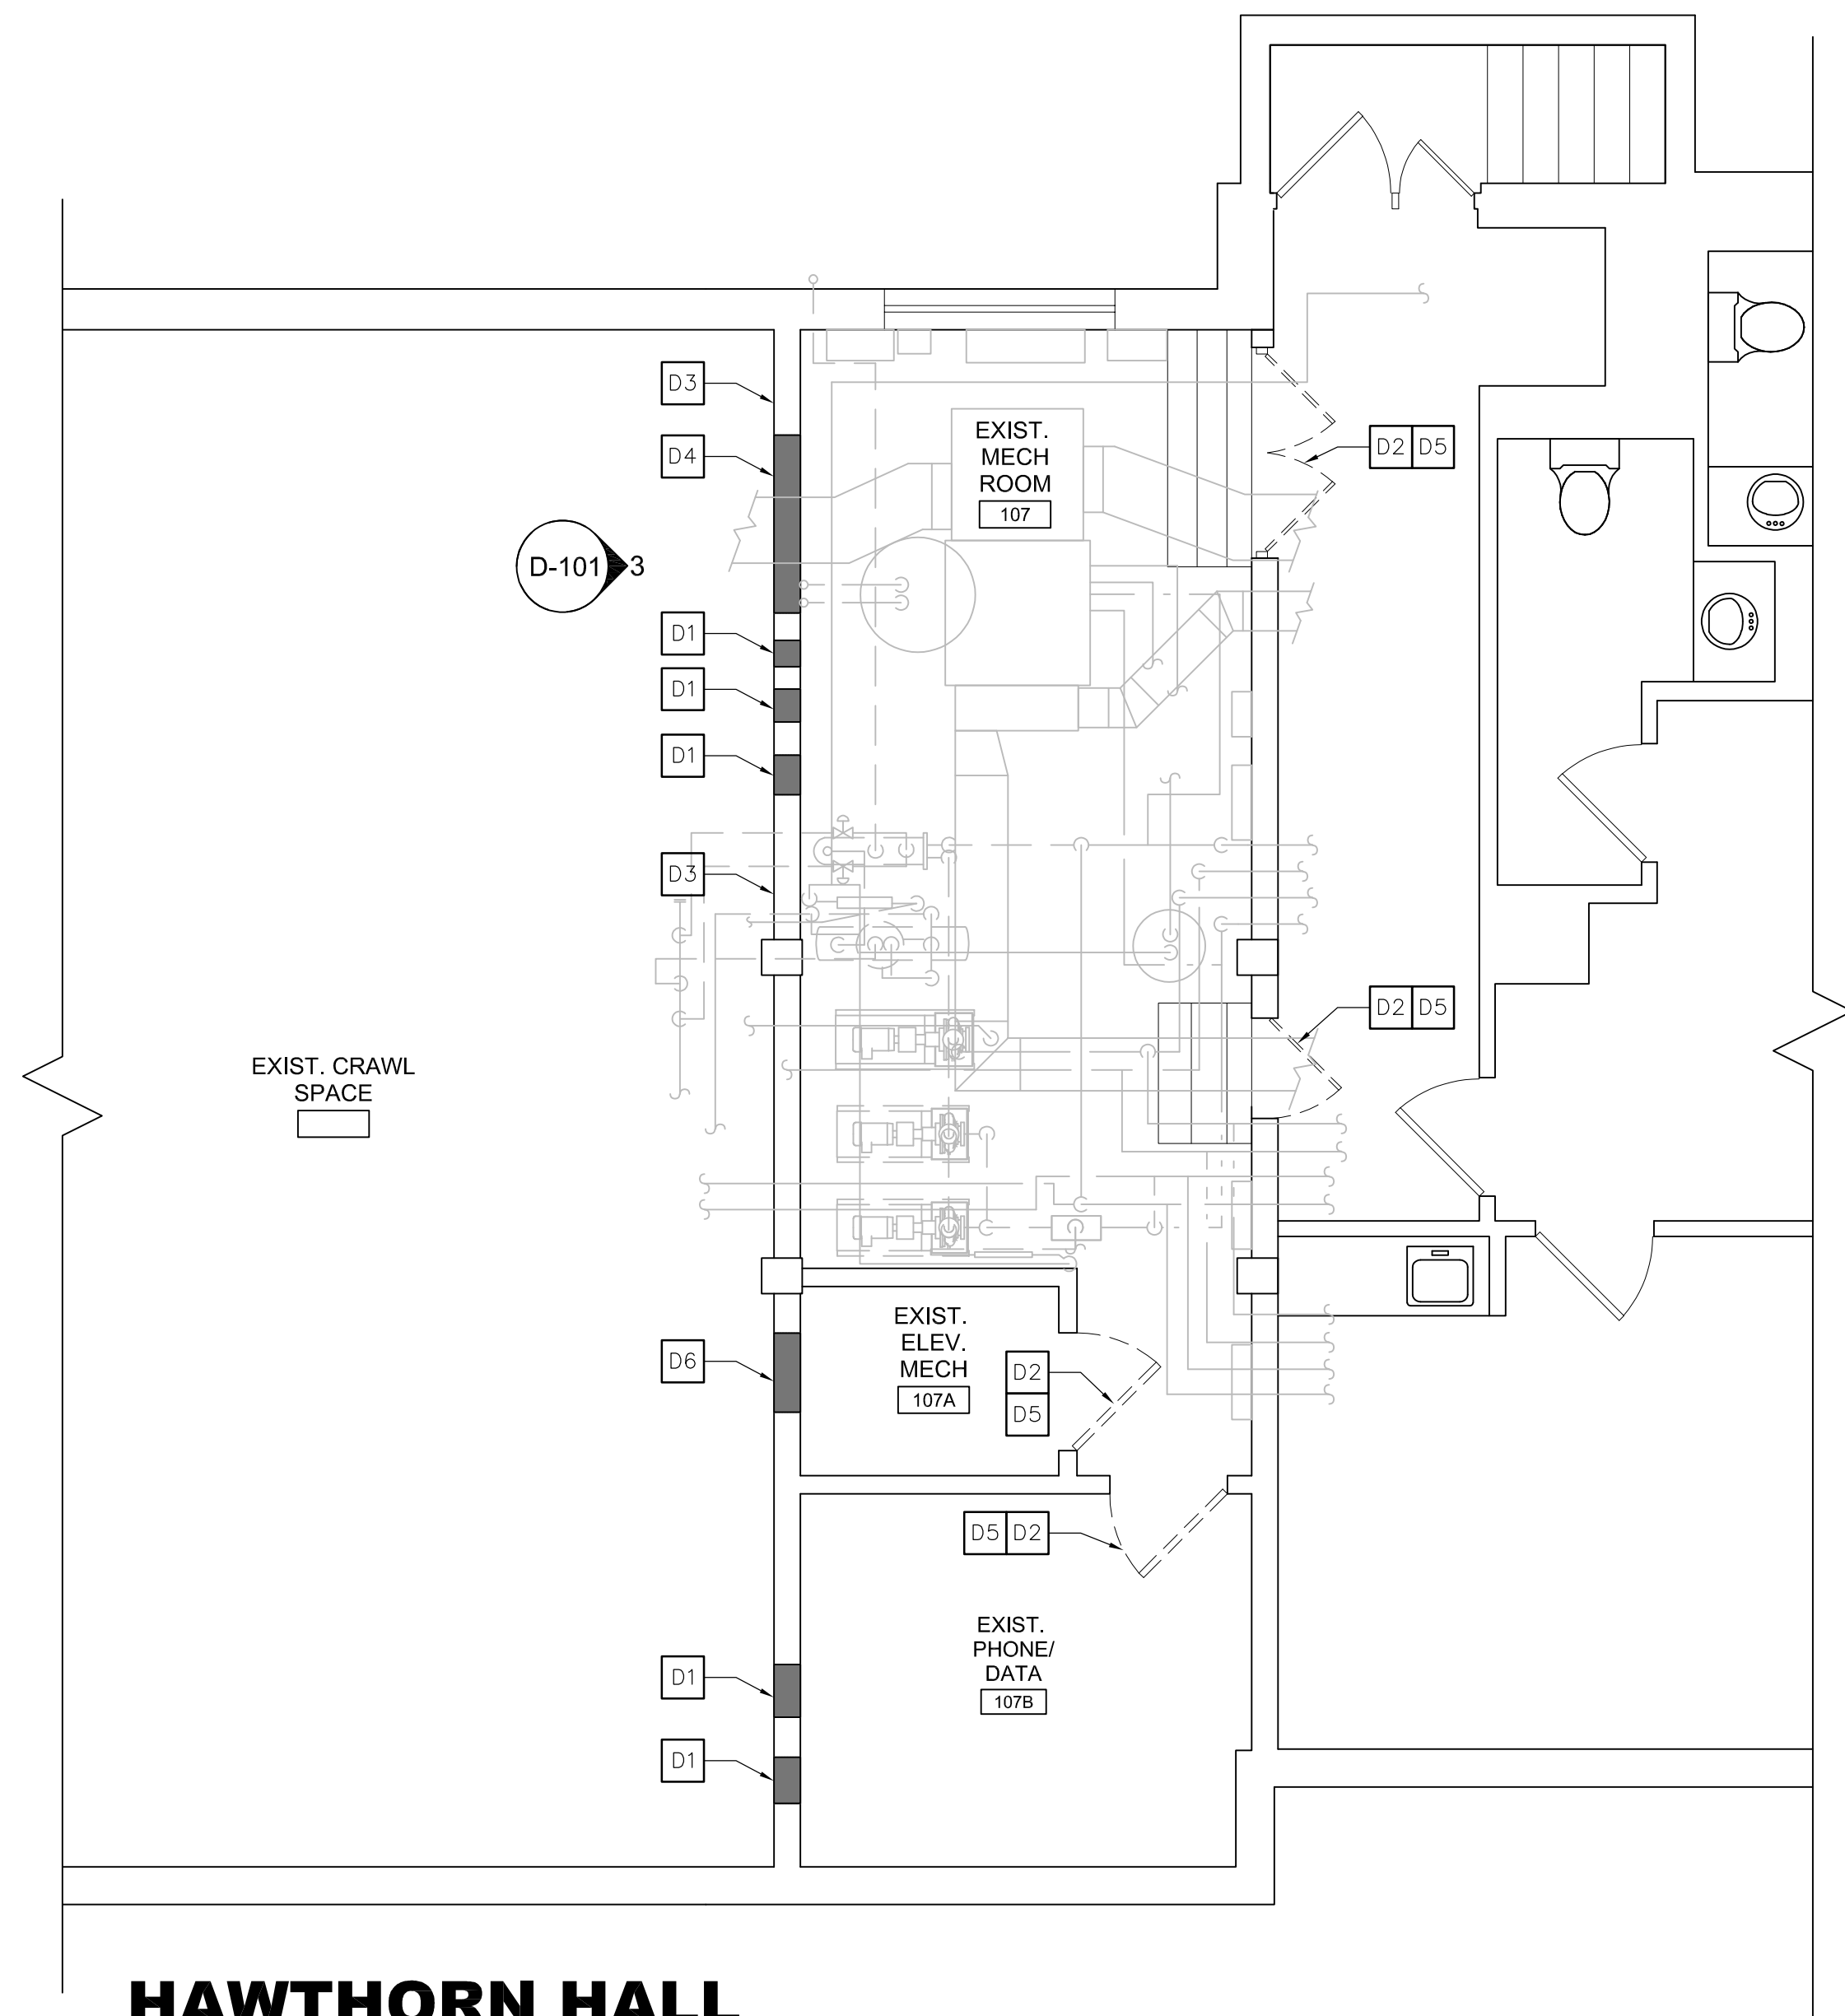 D3
D4
EXIST.
MECH
ROOM
107
D2 D5
D-101 3
D1
D1
D1
D3
D2 D5
EXIST. CRAWL
SPACE
EXIST.
ELEV.
MECH
107A
D6
D2
D5
D5 D2
EXIST.
PHONE/
DATA
107B
D1
D1
HAWTHORN HALL